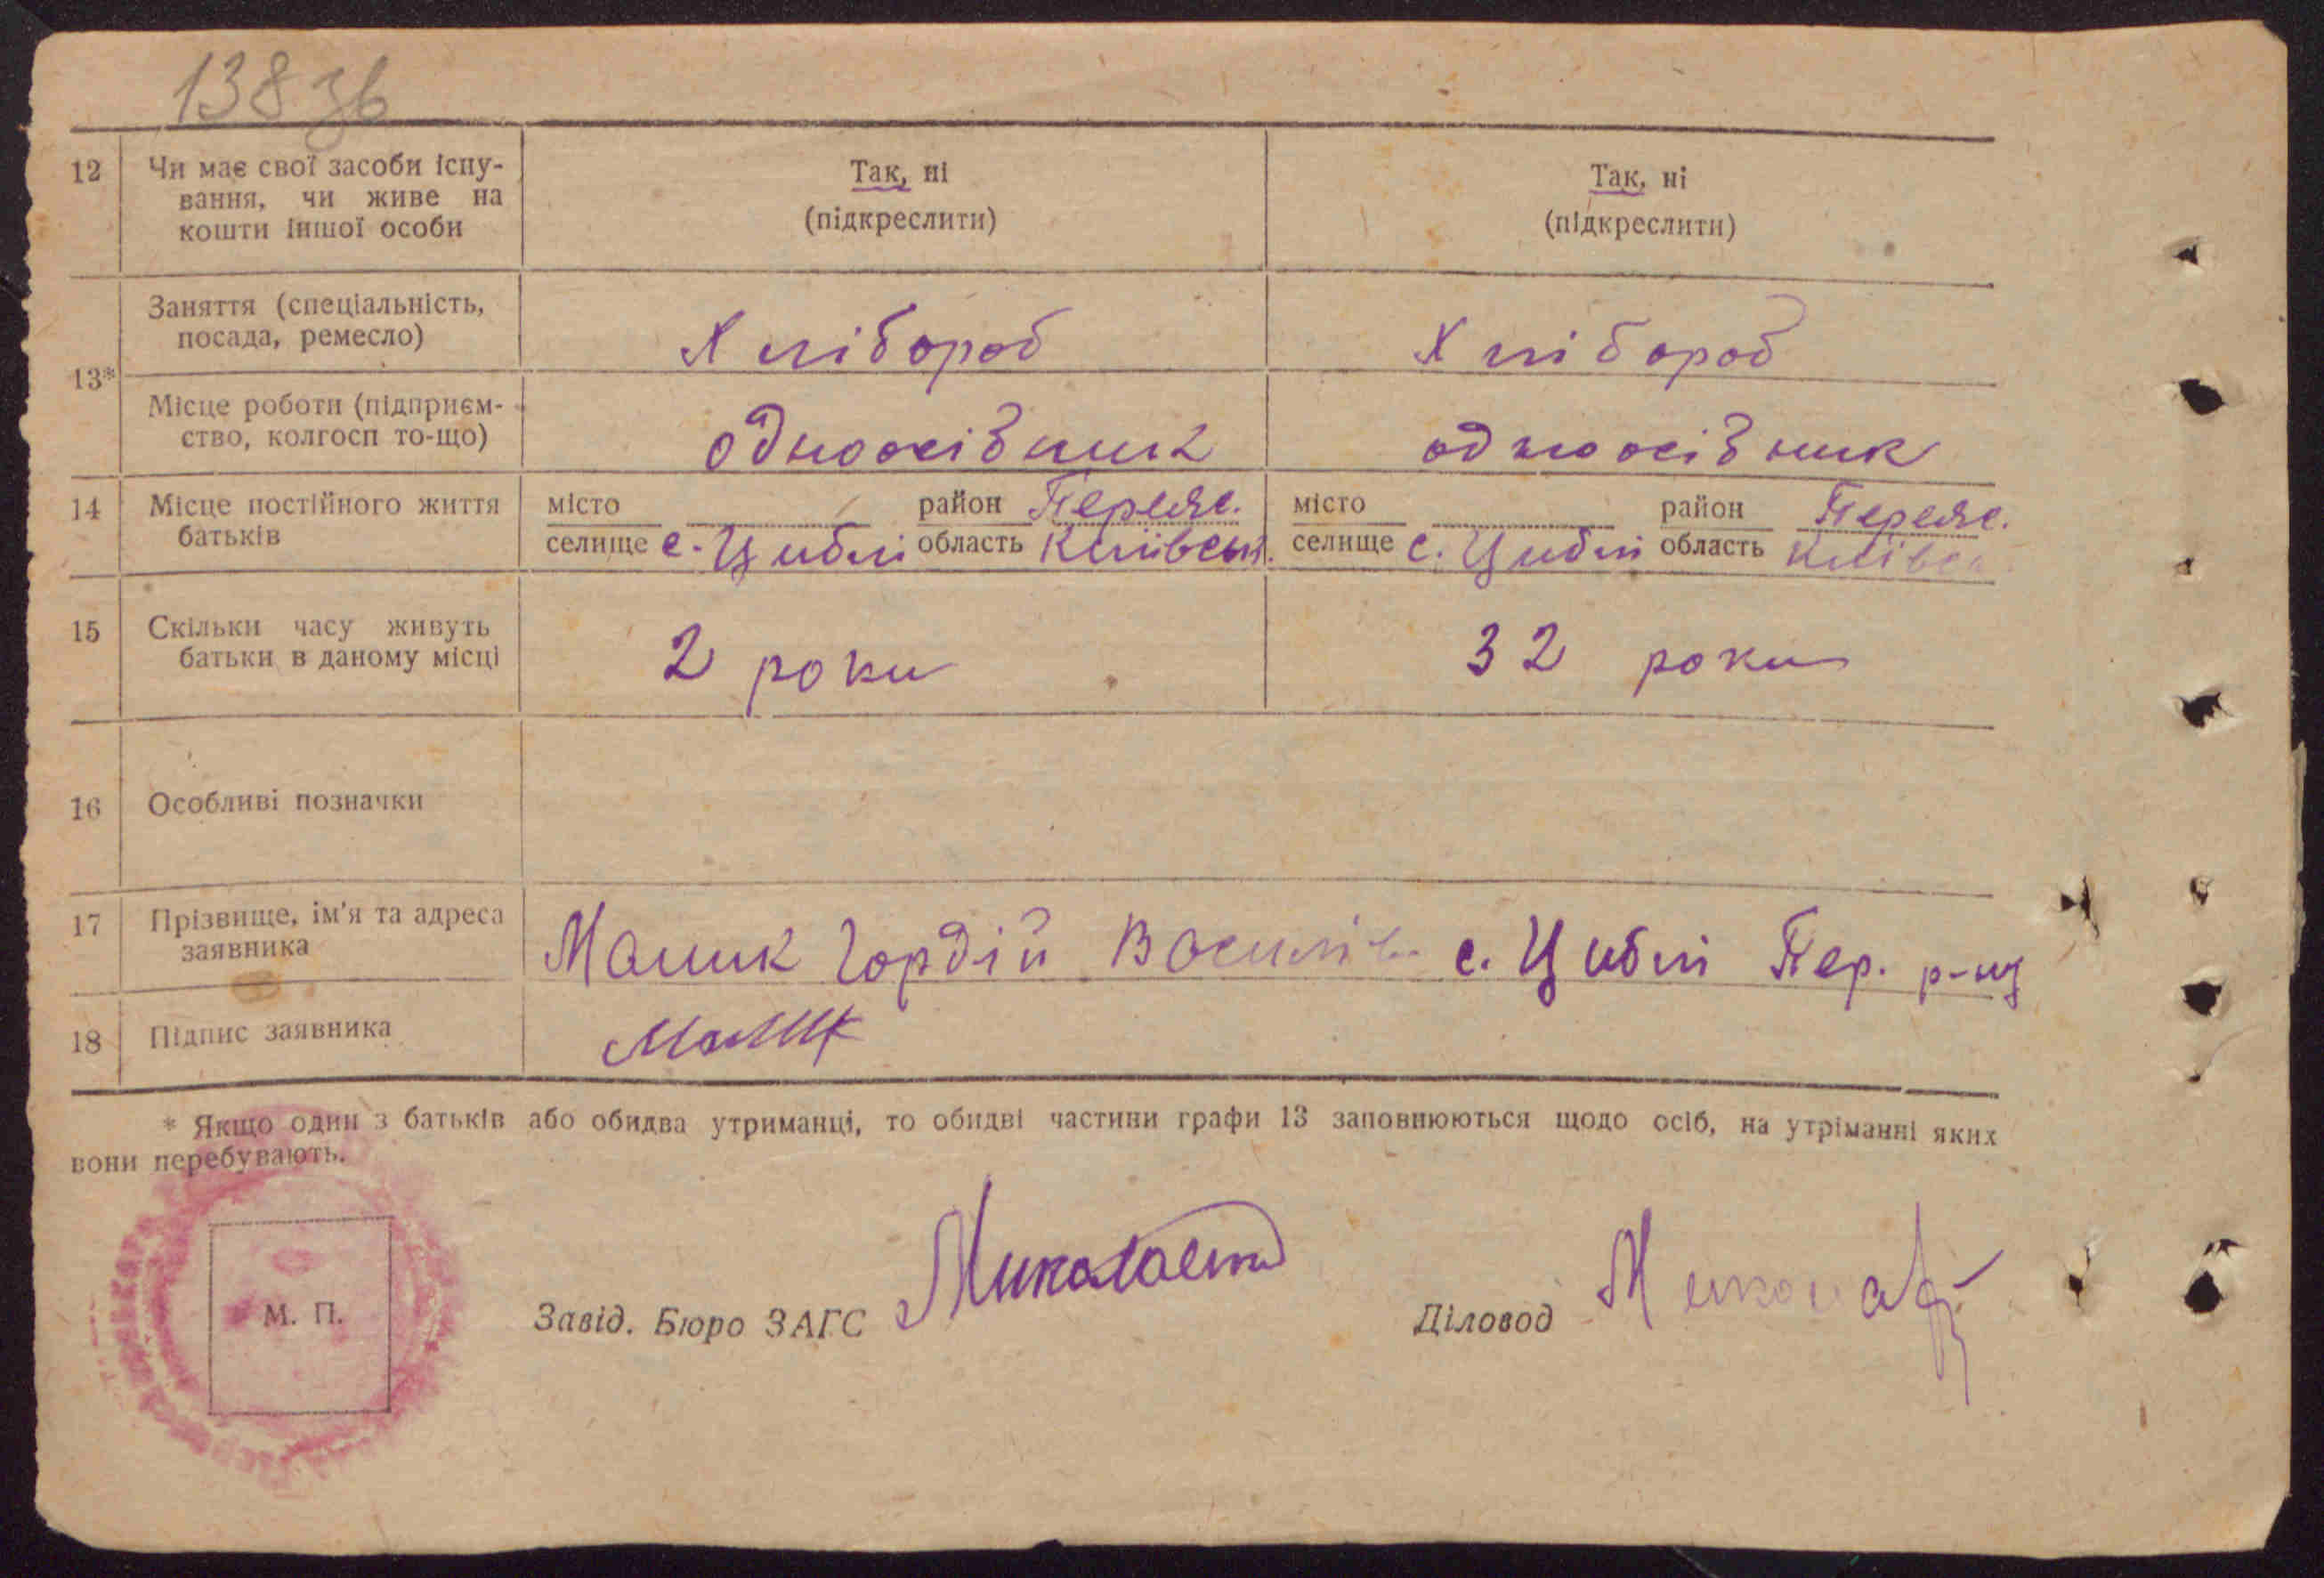 138 зв
12 Чи має свої засоби існу- Так, ні Так, ні
вання, чи живе на (підкреслити) (підкреслити)
кошти іншої особи
13*
Заняття (спеціальність, Хлібороб Хлібороб
посада, ремесло)
Місце роботи (підприєм- одноосібник одноосібник
ство, колгосп то-що)
14 Місце постійного життя місто район Переяс. місто район Переяс.
батьків селище с. Циблі область Київськ. селище с. Циблі область Київськ
15 Скільки часу живуть 2 роки 32 роки
батьки в даному місці
16 Особливі позначки
17 Прізвище, ім'я та адреса Малик Гордій Василів с. Циблі Пер. р-ну
заявника
18 Підпис заявника Малик
* Якщо один з батьків або обидва утриманці, то обидві частини графи 13 заповнюються щодо осіб, на утріманні яких
вони перебувають.
М. П.
Завід. Бюро ЗАГС Діловод